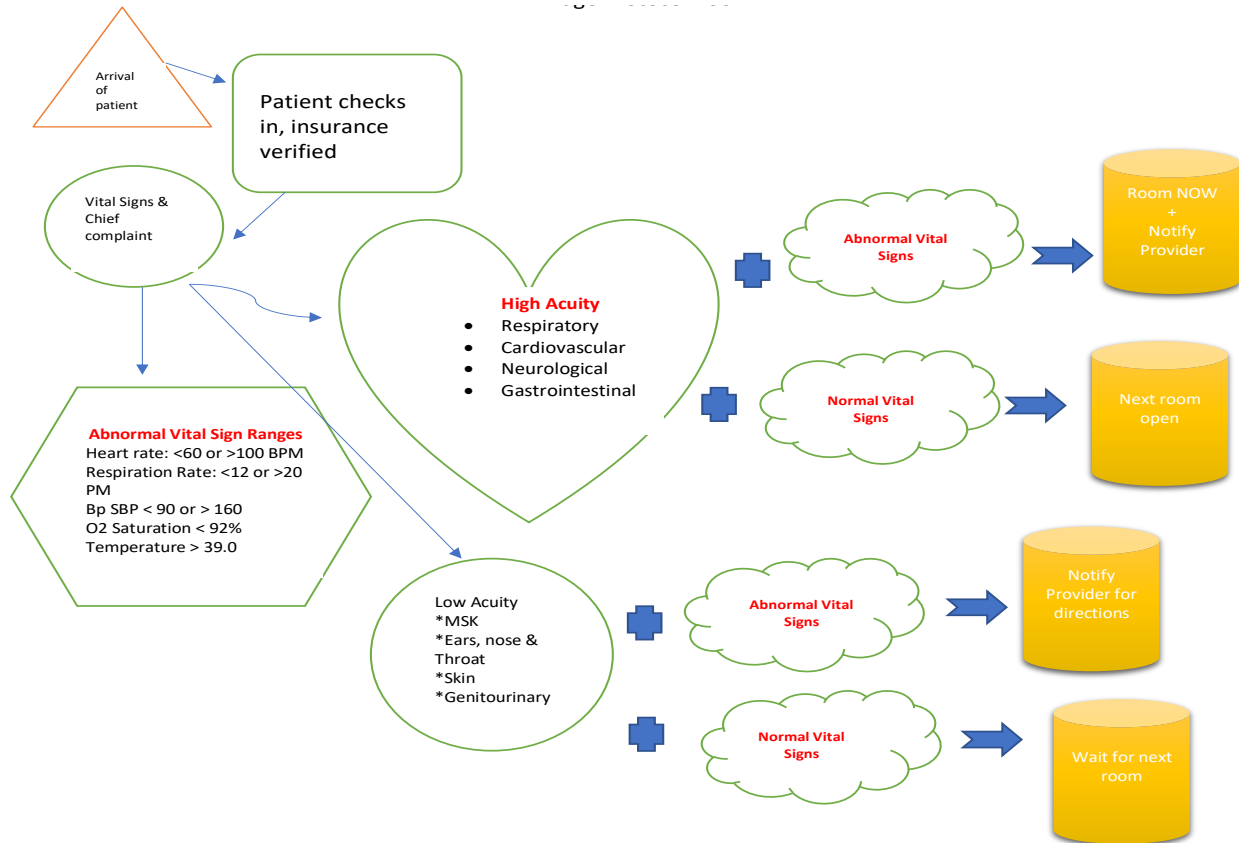 Arrival
of
patient
Patient checks
in, insurance
verified
Vital Signs &
Chief
complaint
Abnormal Vital Sign Ranges
Heart rate: <60 or >100 BPM
Respiration Rate: <12 or >20
PM
Bp SBP < 90 or > 160
O2 Saturation < 92%
Temperature > 39.0
High Acuity
• Respiratory
• Cardiovascular
• Neurological
• Gastrointestinal
Abnormal Vital
Signs
Room NOW
+
Notify
Provider
Normal Vital
Signs
Next room
open
Low Acuity
*MSK
*Ears, nose &
Throat
*Skin
*Genitourinary
Abnormal Vital
Signs
Notify
Provider for
directions
Normal Vital
Signs
Wait for next
room